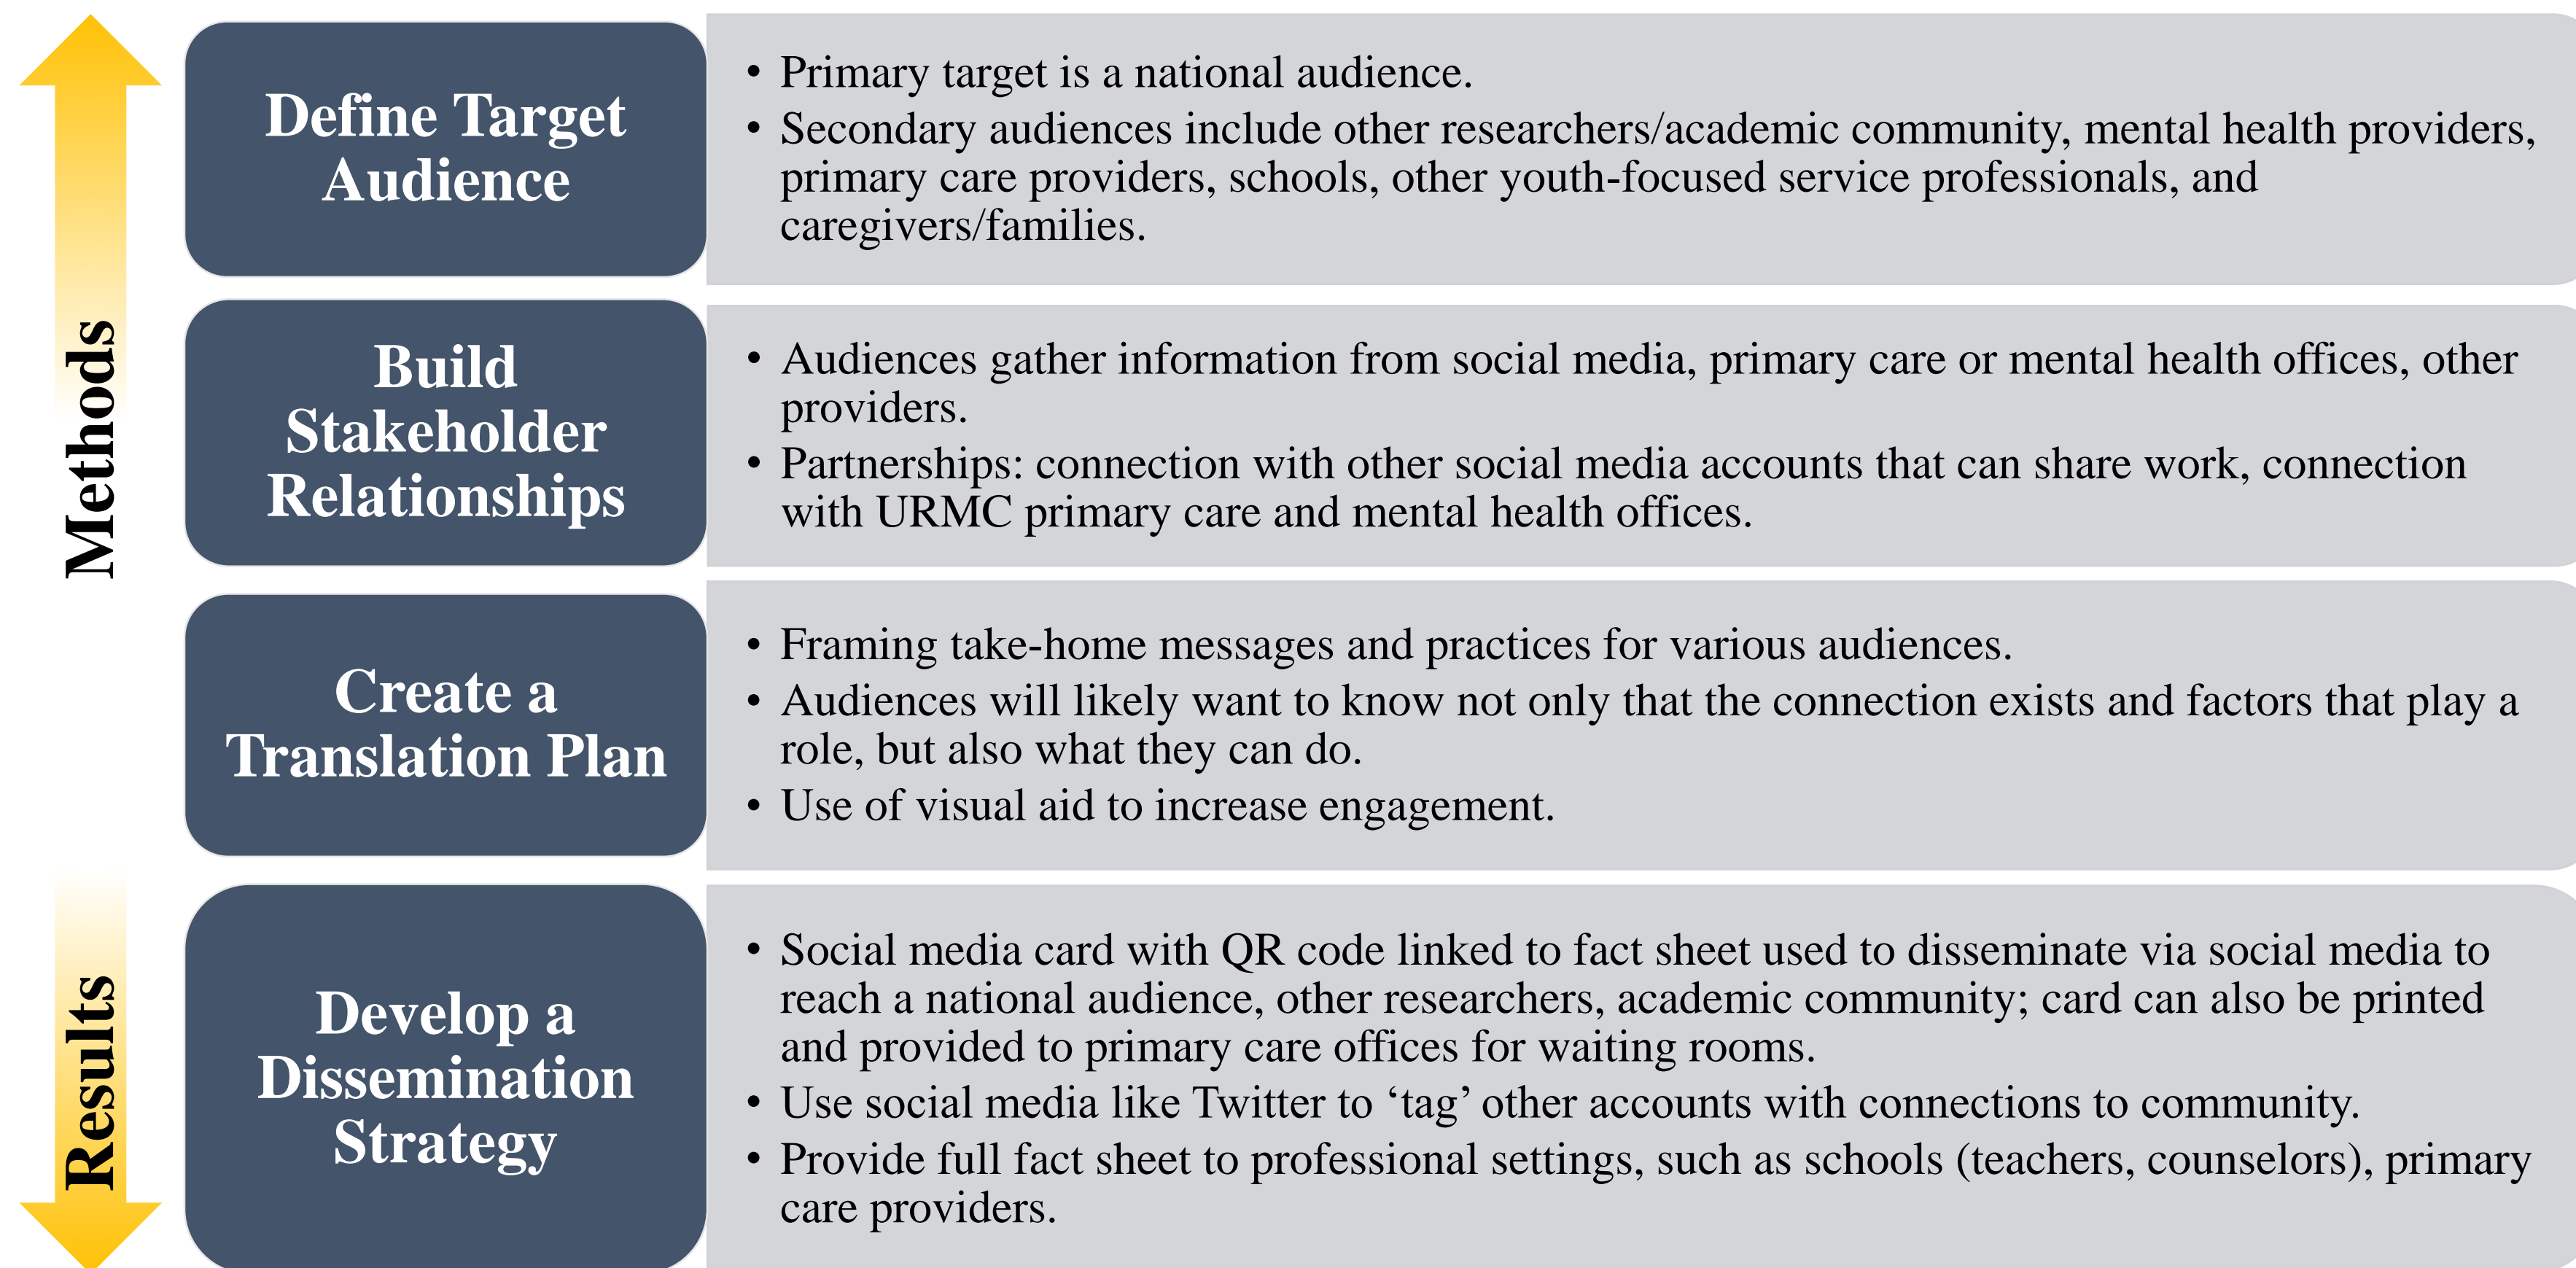 Methods
Define Target
Audience
• Primary target is a national audience.
• Secondary audiences include other researchers/academic community, mental health providers,
primary care providers, schools, other youth-focused service professionals, and
caregivers/families.
Build
Stakeholder
Relationships
• Audiences gather information from social media, primary care or mental health offices, other
providers.
• Partnerships: connection with other social media accounts that can share work, connection
with URMC primary care and mental health offices.
Create a
Translation Plan
• Framing take-home messages and practices for various audiences.
• Audiences will likely want to know not only that the connection exists and factors that play a
role, but also what they can do.
• Use of visual aid to increase engagement.
Results
Develop a
Dissemination
Strategy
• Social media card with QR code linked to fact sheet used to disseminate via social media to
reach a national audience, other researchers, academic community; card can also be printed
and provided to primary care offices for waiting rooms.
• Use social media like Twitter to ‘tag’ other accounts with connections to community.
• Provide full fact sheet to professional settings, such as schools (teachers, counselors), primary
care providers.